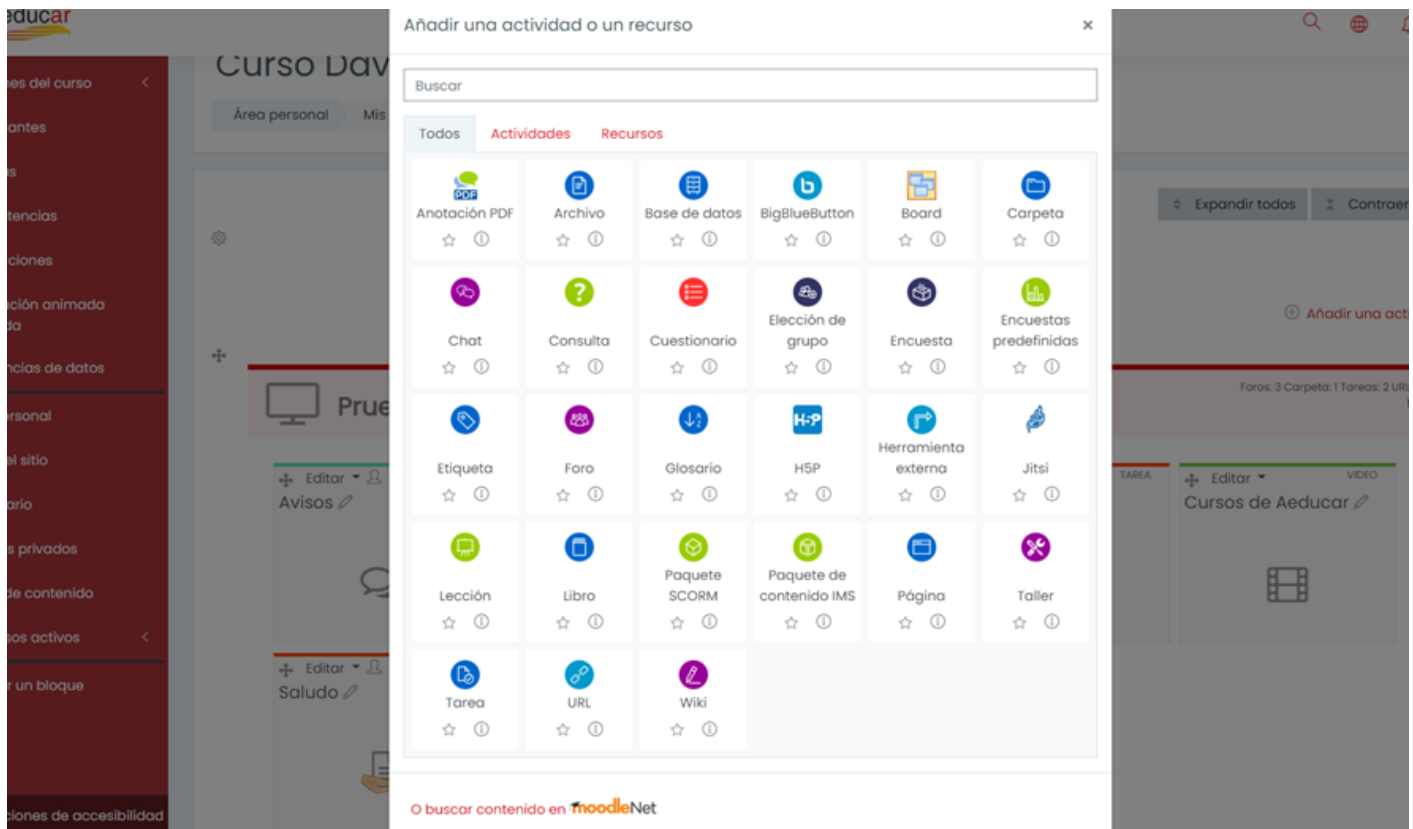 educar
Añadir una actividad o un recurso
×
Curso Dav
Área personal Mis
nes del curso
antes
tencias
ciones
ción animada
ncias de datos
rsonal
el sitio
ario
s privados
de contenido
sos activos
r un bloque
ciones de accesibilidad
Buscar
Todos Actividades Recursos
PDF
Anotación PDF Archivo Base de datos BigBlueButton Board Carpeta
Chat Consulta Cuestionario Elección de grupo Encuesta Encuestas predefinidas
H5P
Etiqueta Foro Glosario H5P Herramienta externa Jitsi
Lección Libro Paquete SCORM Paquete de contenido IMS Página Taller
Tarea URL Wiki
O buscar contenido en moodleNet
Expandir todos Contraer
Añadir una acti
Prue
Foros: 3 Carpeta: 1 Tareas: 2 URL
Editar
Avisos
TAREA
Editar VIDEO
Cursos de Aeducar
Editar
Saludo